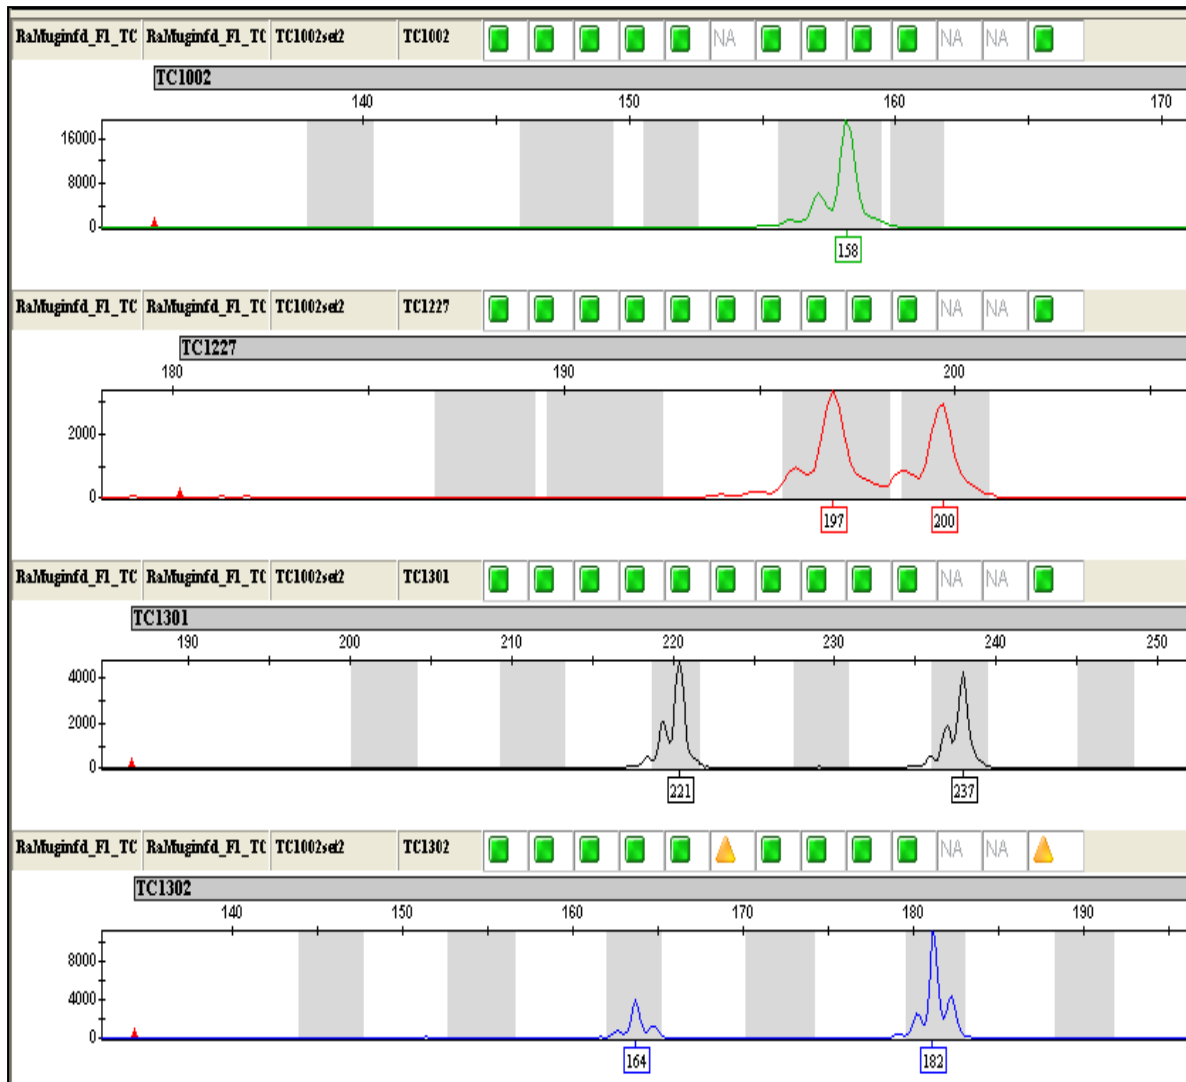 RaMuginfd_F1_TC RaMuginfd_F1_TC TC1002set2 TC1002 NA NA NA
TC1002
140 150 160 170
16000
8000
0
158
RaMuginfd_F1_TC RaMuginfd_F1_TC TC1002set2 TC1227 NA NA
TC1227
180 190 200
2000
0
197 200
RaMuginfd_F1_TC RaMuginfd_F1_TC TC1002set2 TC1301 NA NA
TC1301
190 200 210 220 230 240 250
4000
2000
0
221 237
RaMuginfd_F1_TC RaMuginfd_F1_TC TC1002set2 TC1302 NA NA
TC1302
140 150 160 170 180 190
8000
4000
0
164 182